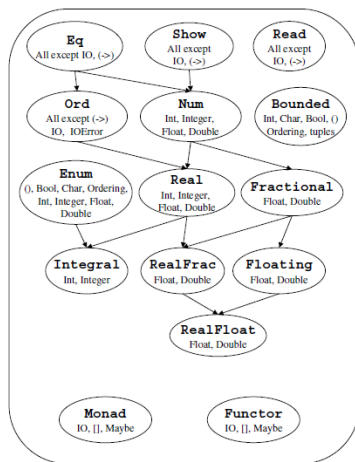 Eq
All except IO, (->)
Show
All except
IO, (->)
Read
All except
IO, (->)
Ord
All except (->)
IO, IOError
Num
Int, Integer,
Float, Double
Bounded
Int, Char, Bool, ()
Ordering, tuples
Enum
(), Bool, Char, Ordering,
Int, Integer, Float,
Double
Real
Int, Integer,
Float, Double
Fractional
Float, Double
Integral
Int, Integer
RealFrac
Float, Double
Floating
Float, Double
RealFloat
Float, Double
Monad
IO, [], Maybe
Functor
IO, [], Maybe